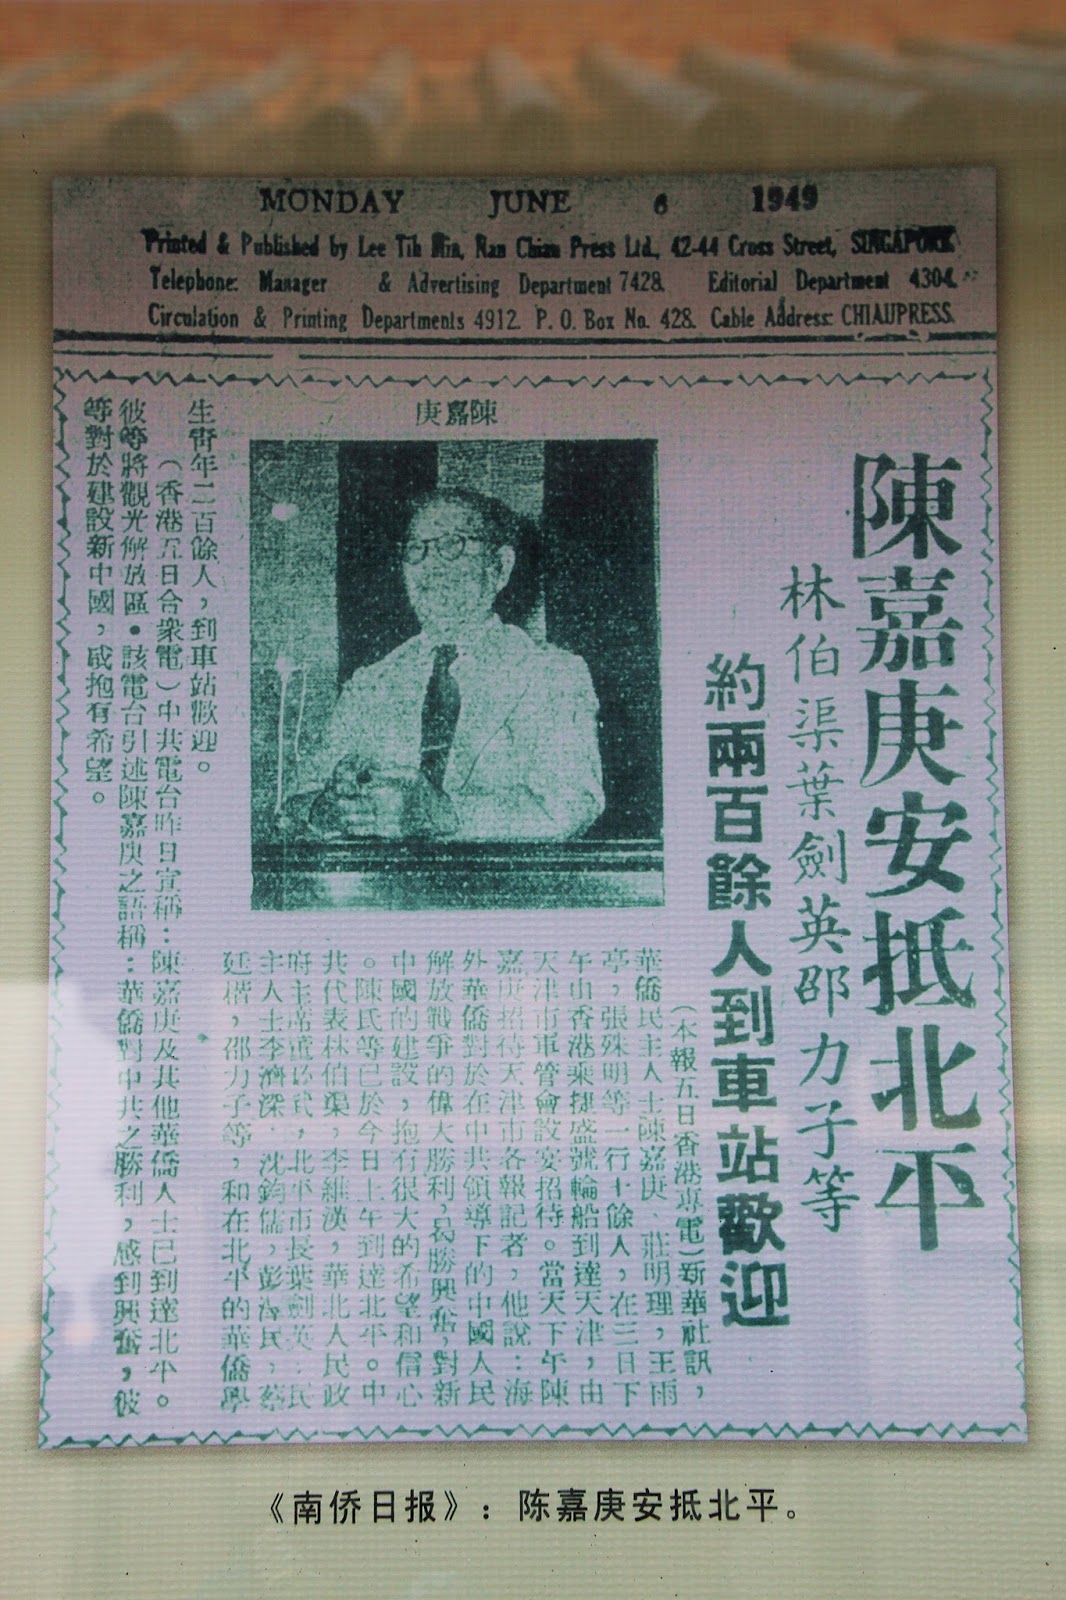 MONDAY JUNE 6 1949
Printed & Published by Lee Tih Min, Nan Chiau Press Ltd., 42-44 Cross Street, SINGAPORE
Telephone: Manager & Advertising Department 7428. Editorial Department 4304.
Circulation & Printing Departments 4912. P. O. Box No. 428. Cable Address: CHIAUPRESS.
陳嘉庚安抵北平
林伯渠葉劍英邵力子等
約兩百餘人到車站歡迎
陳嘉庚
（本報五日香港專電）新華社訊，
華僑民主人士陳嘉庚、莊明理，王雨
亭，張殊明等一行十餘人，在三日下
午由香港乘捷盛號輪船到達天津，由
天津市軍管會設宴招待。當天下午陳
嘉庚招待天津市各報記者，他說：海
外華僑對於在中共領導下的中國人民
解放戰爭的偉大勝利，曷勝興奮，對新
中國的建設，抱有很大的希望和信心
。陳氏等已於今日上午到達北平。中
共代表林伯渠，李維漢，華北人民政
府主席董必武，北平市長葉劍英：民
主人士李濟深．沈鈞儒，彭澤民，蔡
廷楷，邵力子等，和在北平的華僑學
生靑年二百餘人，到車站歡迎。
（香港五日合衆電）中共電台昨日宣稱：陳嘉庚及其他華僑人士已到達北平。
彼等將觀光解放區。該電台引述陳嘉庚之語稱：華僑對中共之勝利，感到興奮，彼
等對於建設新中國，咸抱有希望。
《南侨日报》：陈嘉庚安抵北平。